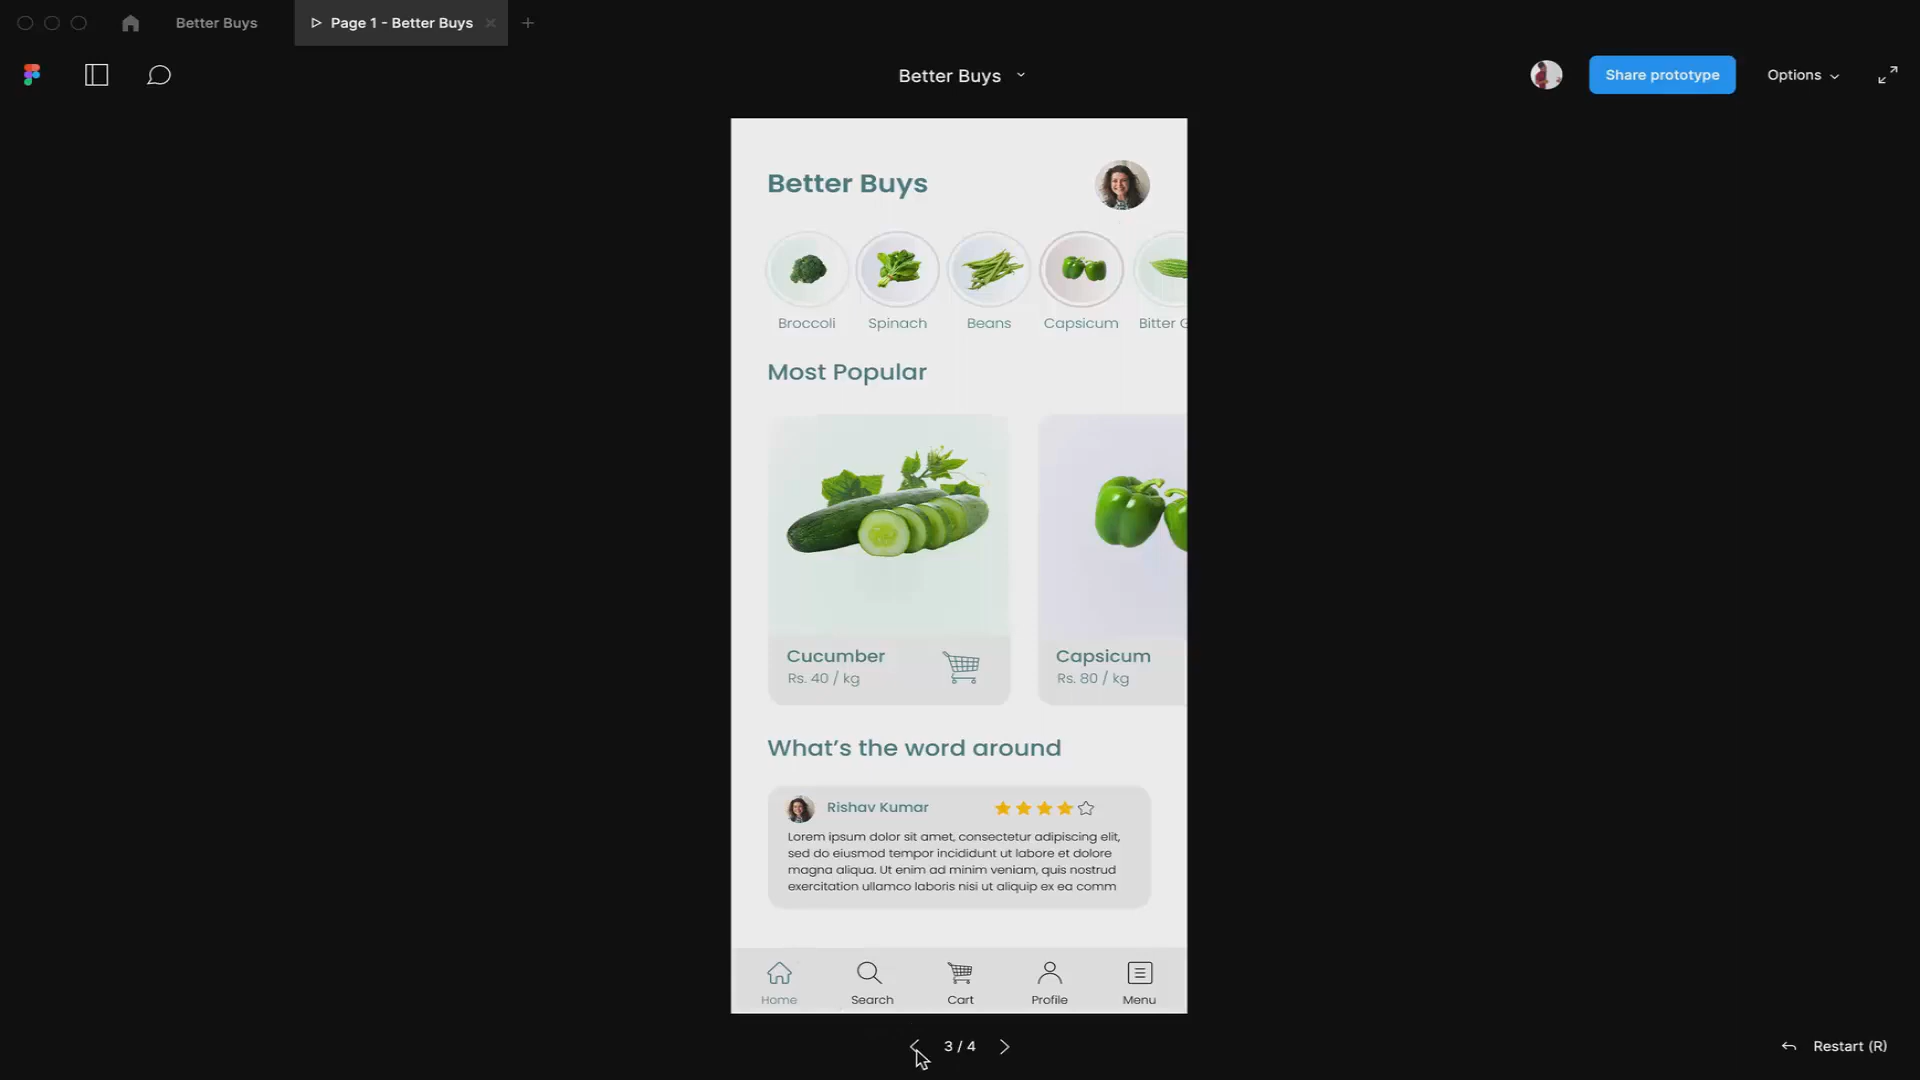 Better Buys
Page 1 - Better Buys
Better Buys
Share prototype
Options
Better Buys
Broccoli
Spinach
Beans
Capsicum
Bitter G
Most Popular
Cucumber
Rs. 40 / kg
Capsicum
Rs. 80 / kg
What's the word around
Rishav Kumar
Lorem ipsum dolor sit amet, consectetur adipiscing elit,
sed do eiusmod tempor incididunt ut labore et dolore
magna aliqua. Ut enim ad minim veniam, quis nostrud
exercitation ullamco laboris nisi ut aliquip ex ea comm
Home
Search
Cart
Profile
Menu
3 / 4
Restart (R)